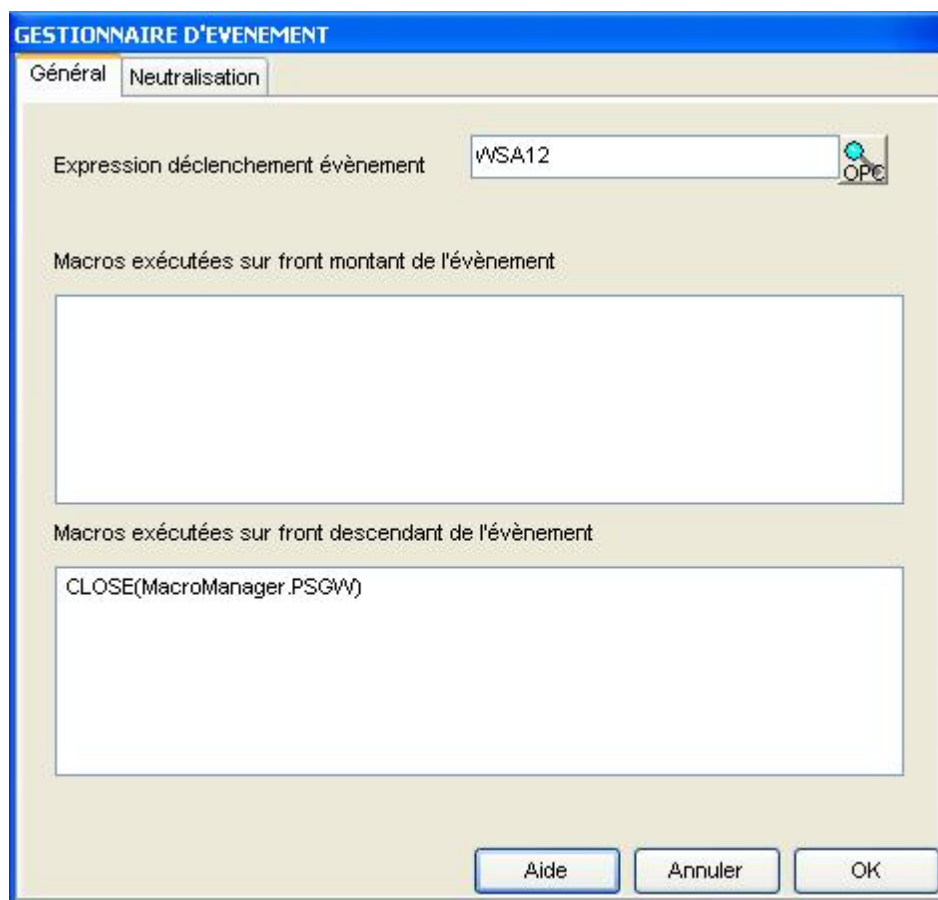 GESTIONNAIRE D'EVENEMENT
Général Neutralisation
Expression déclenchement évènement WSA12
OPC
Macros exécutées sur front montant de l'évènement
Macros exécutées sur front descendant de l'évènement
CLOSE(MacroManager.PSGW)
Aide Annuler OK